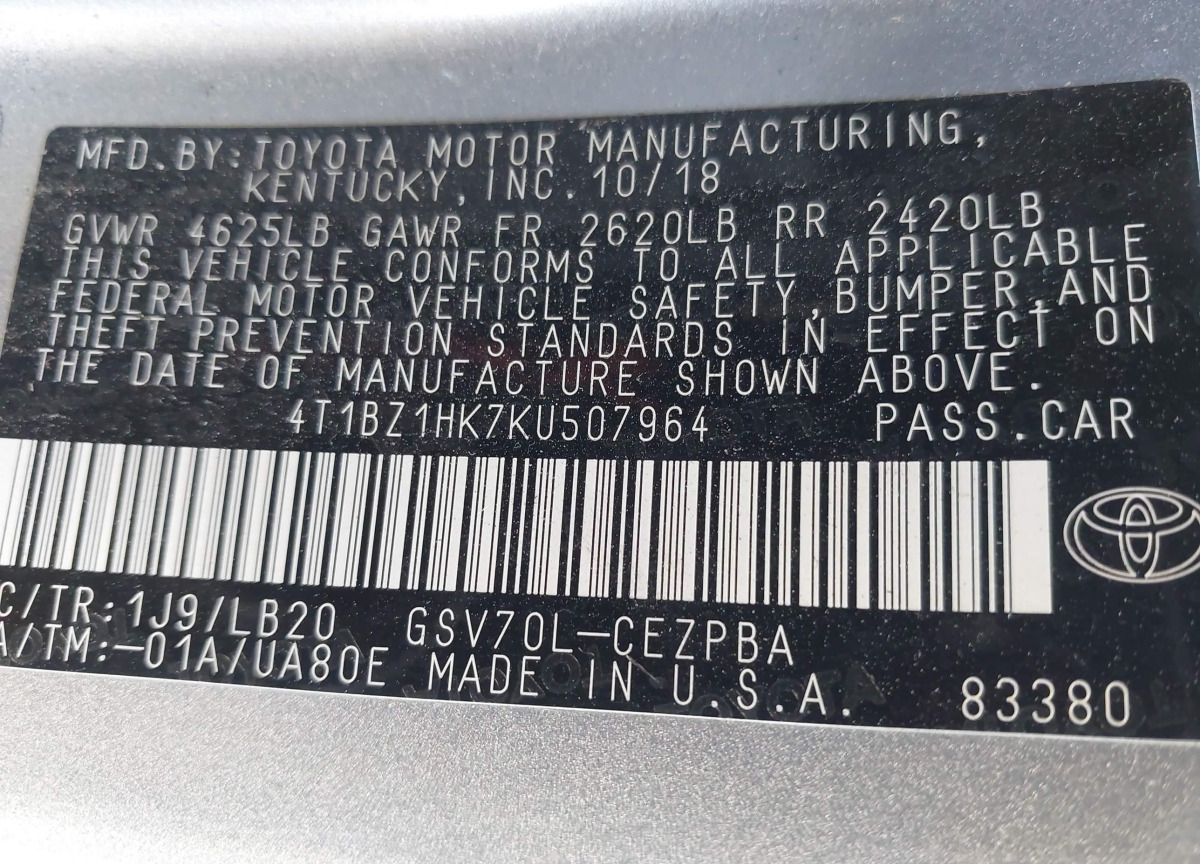 MFD.BY:TOYOTA MOTOR MANUFACTURING,
KENTUCKY, INC. 10/18
GVWR 4625LB GAWR FR 2620LB RR 2420LB
THIS VEHICLE CONFORMS TO ALL APPLICABLE
FEDERAL MOTOR VEHICLE SAFETY,BUMPER,AND
THEFT PREVENTION STANDARDS IN EFFECT ON
THE DATE OF MANUFACTURE SHOWN ABOVE.
4T1BZ1HK7KU507964 PASS.CAR
C/TR:1J9/LB20 GSV70L-CEZPBA
A/TM:-01A/UA80E MADE IN U.S.A. 83380